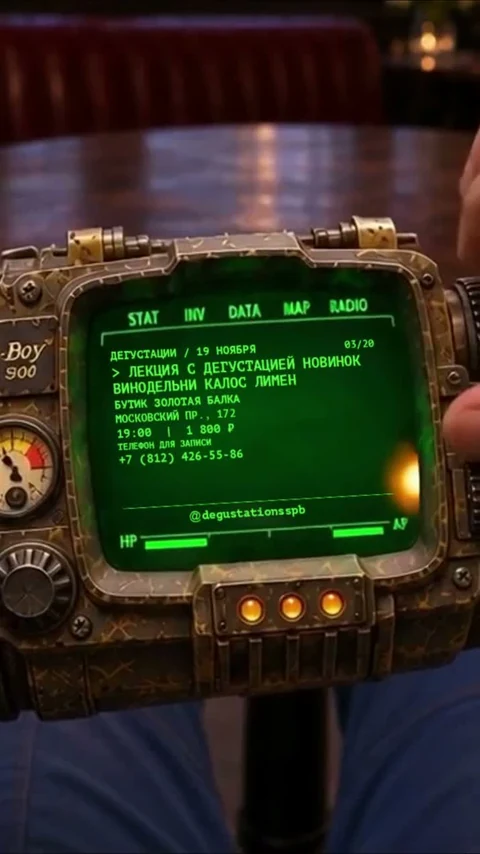 STAT INV DATA MAP RADIO
ДЕГУСТАЦИИ / 19 НОЯБРЯ 03/20
> ЛЕКЦИЯ С ДЕГУСТАЦИЕЙ НОВИНОК
ВИНОДЕЛЬНИ КАЛОС ЛИМЕН
БУТИК ЗОЛОТАЯ БАЛКА
МОСКОВСКИЙ ПР., 172
19:00 | 1 800 ₽
ТЕЛЕФОН ДЛЯ ЗАПИСИ
+7 (812) 426-55-86
@degustationsspb
HP AP
-Boy
900